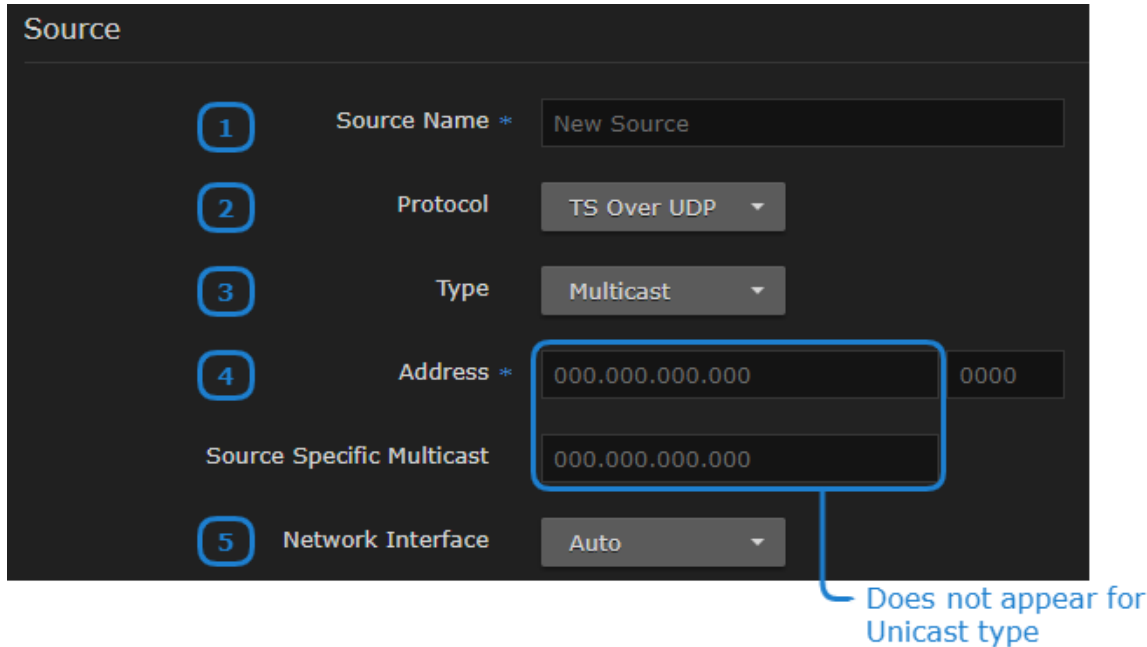 Source
1 Source Name * New Source
2 Protocol TS Over UDP
3 Type Multicast
4 Address * 000.000.000.000 0000
Source Specific Multicast 000.000.000.000
5 Network Interface Auto
Does not appear for
Unicast type